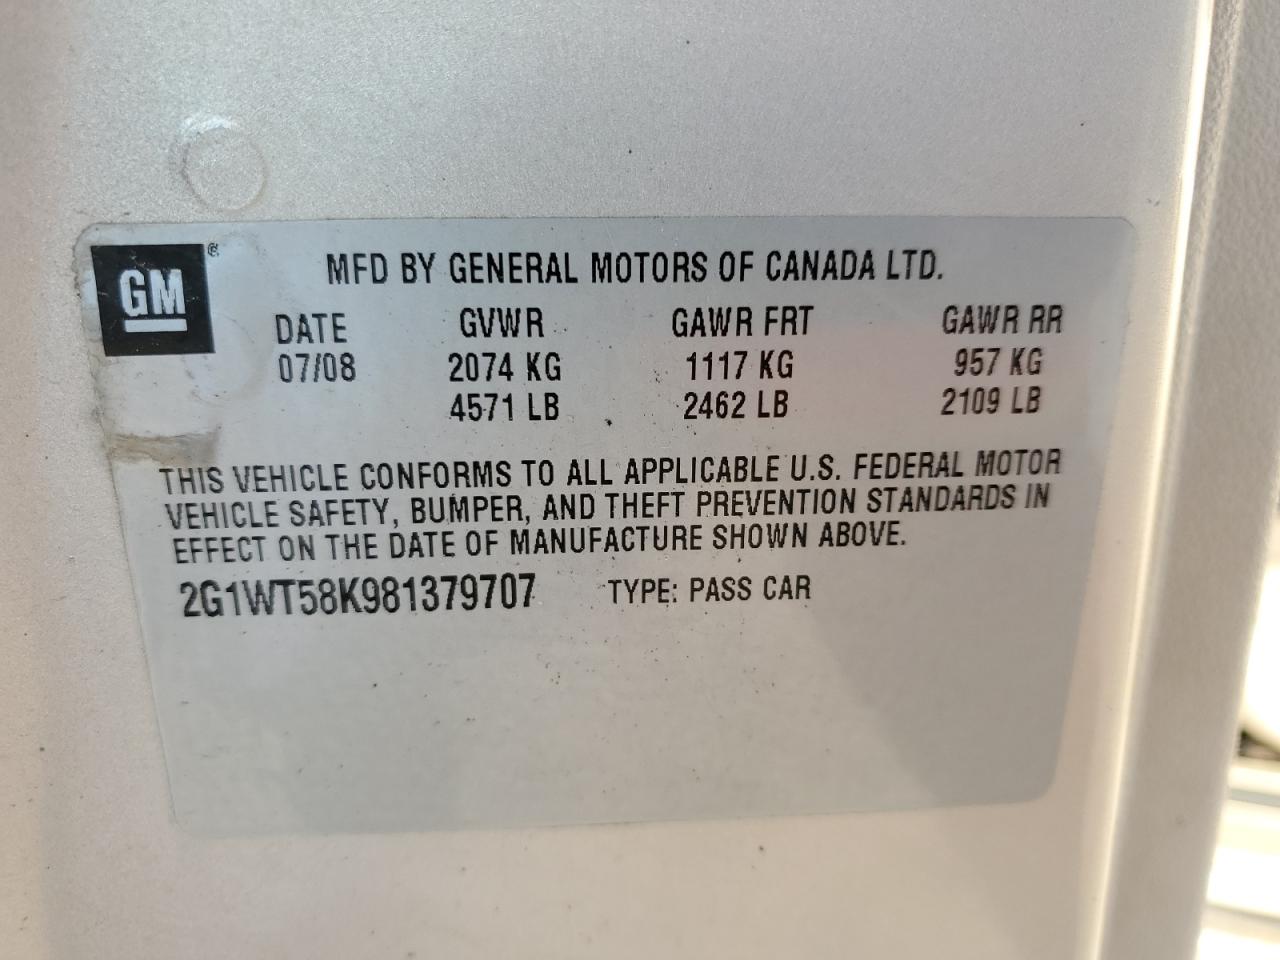 GM®
MFD BY GENERAL MOTORS OF CANADA LTD.
DATE GVWR GAWR FRT GAWR RR
07/08 2074 KG 1117 KG 957 KG
4571 LB 2462 LB 2109 LB
THIS VEHICLE CONFORMS TO ALL APPLICABLE U.S. FEDERAL MOTOR
VEHICLE SAFETY, BUMPER, AND THEFT PREVENTION STANDARDS IN
EFFECT ON THE DATE OF MANUFACTURE SHOWN ABOVE.
2G1WT58K981379707 TYPE: PASS CAR